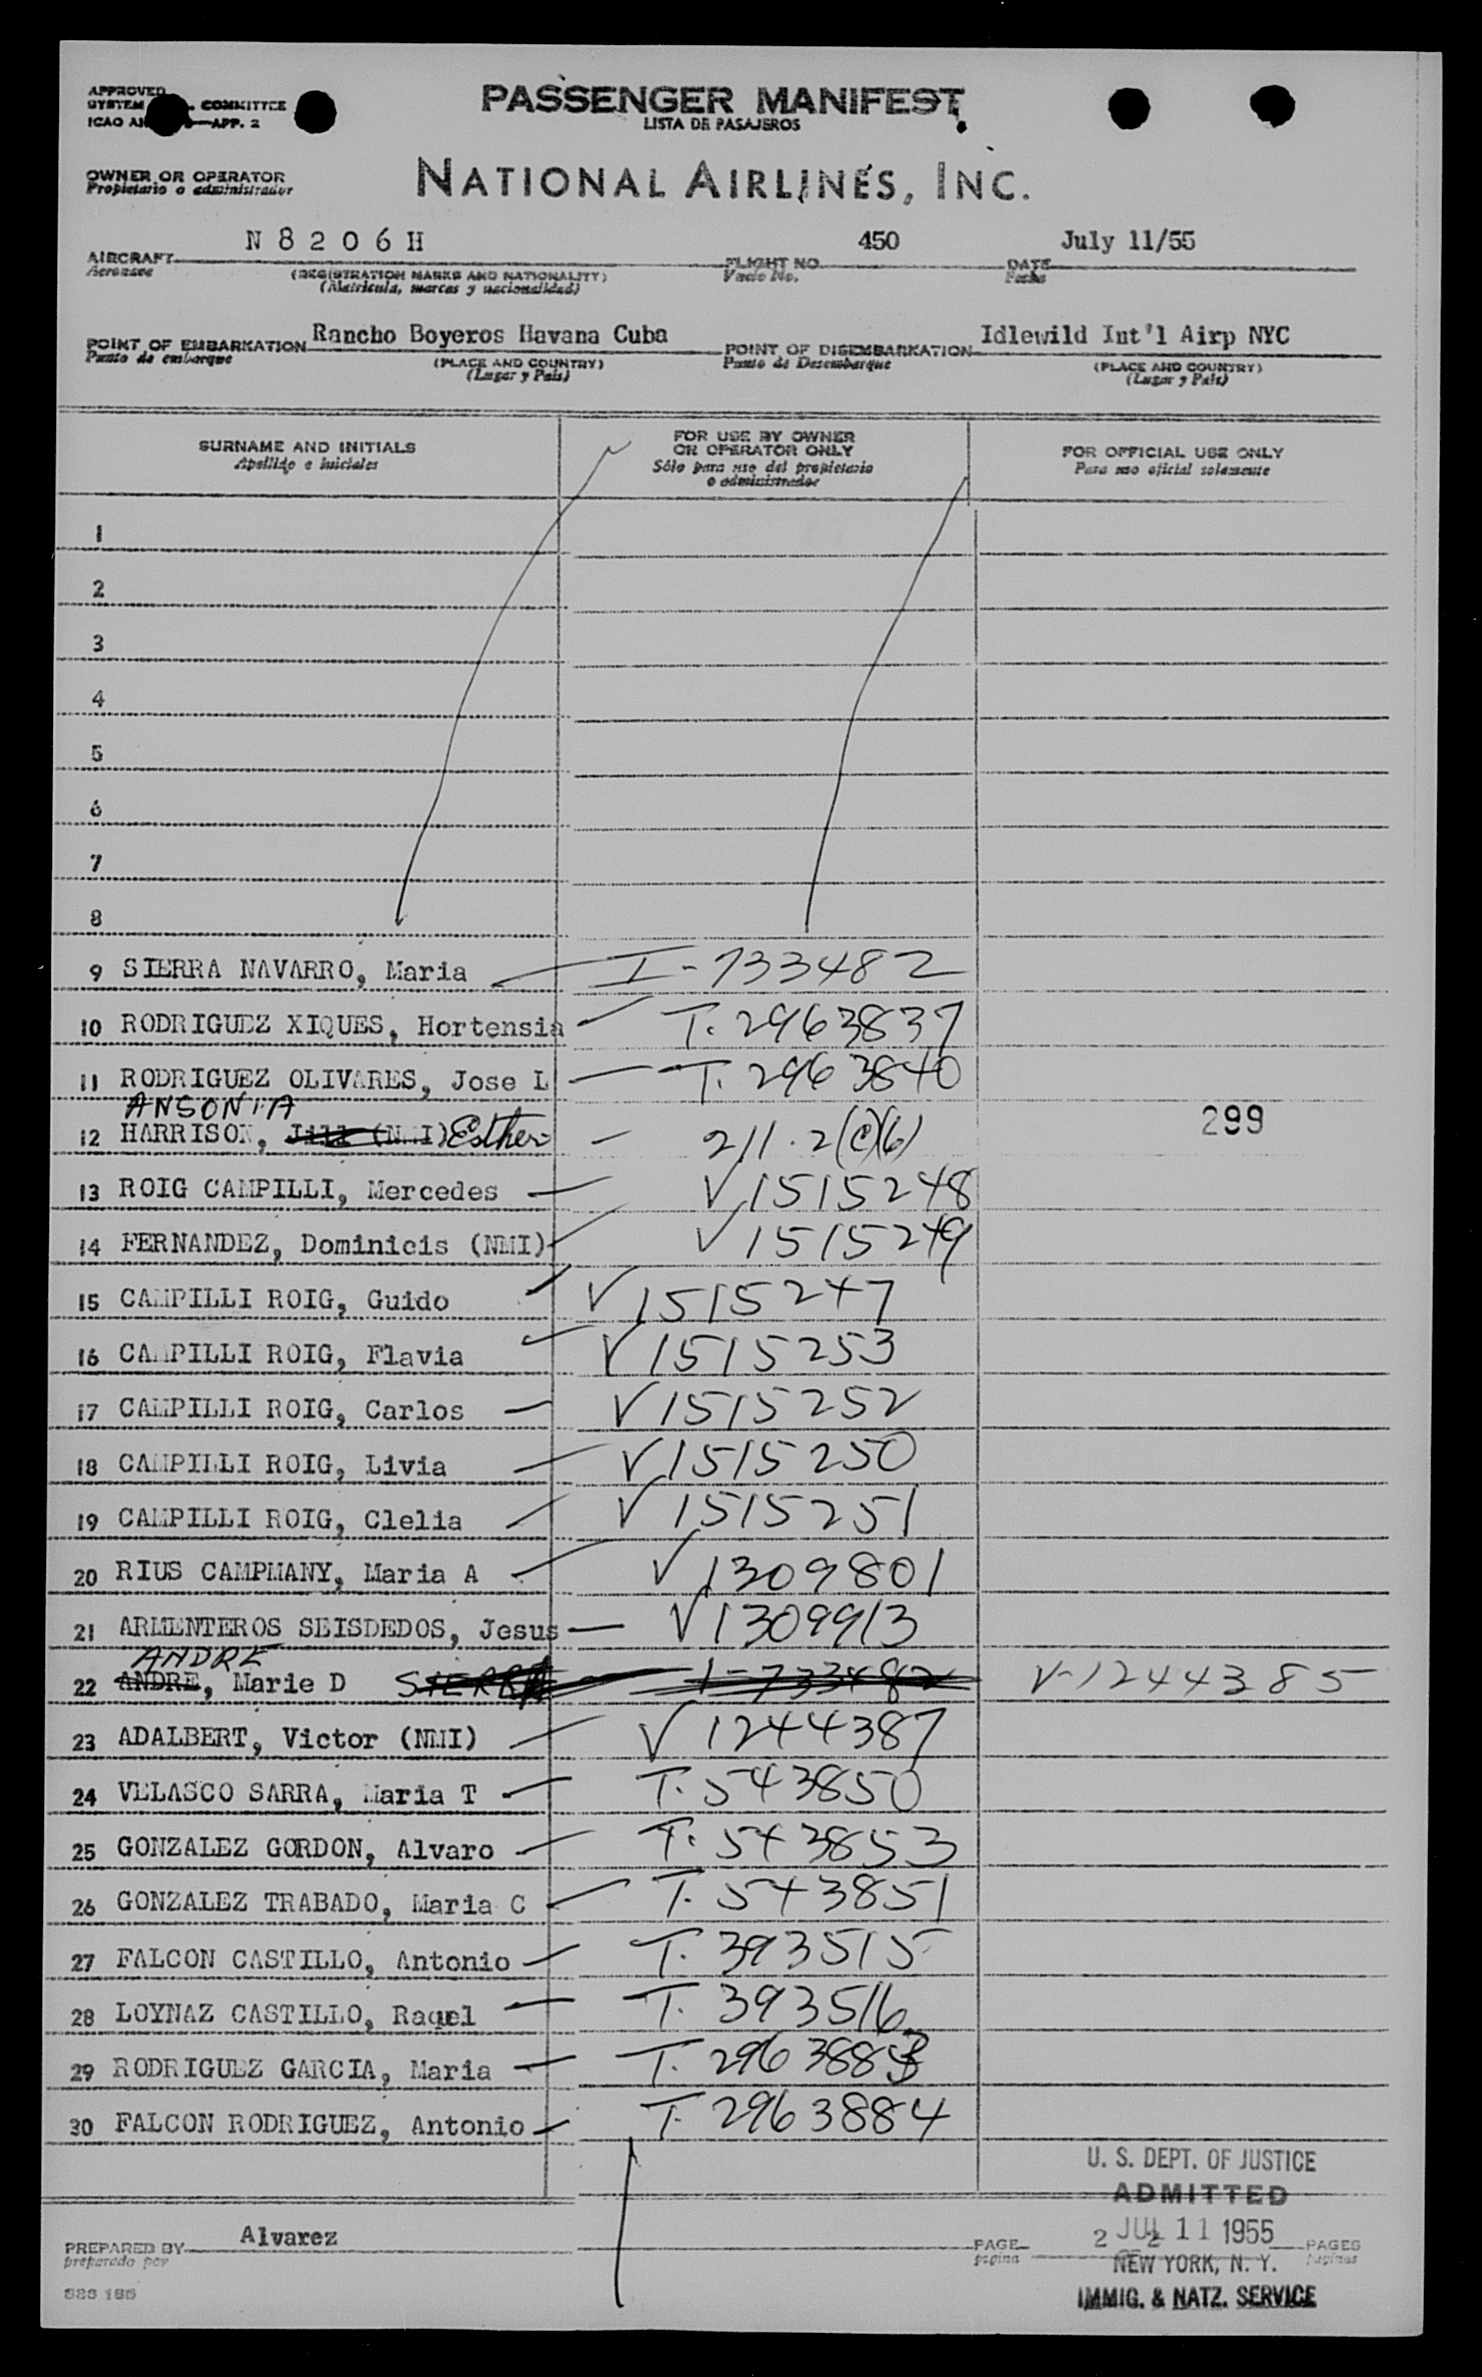 APPROVED
SYSTEM COMMITTEE
ICAO APP. 2
PASSENGER MANIFEST
LISTA DE PASAJEROS
OWNER OR OPERATOR
Propietario o administrador
NATIONAL AIRLINES, INC.
AIRCRAFT N8206H FLIGHT NO. 450 DATE July 11/55
Aeronave (REGISTRATION MARKS AND NATIONALITY) Vuelo No. Fecha
(Matrícula, marcas y nacionalidad)
POINT OF EMBARKATION Rancho Boyeros Havana Cuba POINT OF DISEMBARKATION Idlewild Int'l Airp NYC
Punto de embarque (PLACE AND COUNTRY) Punto de Desembarque (PLACE AND COUNTRY)
(Lugar y País) (Lugar y País)
SURNAME AND INITIALS
Apellido e iniciales
FOR USE BY OWNER
OR OPERATOR ONLY
Sólo para uso del propietario
o administrador
FOR OFFICIAL USE ONLY
Para uso oficial solamente
1
2
3
4
5
6
7
8
9 SIERRA NAVARRO, Maria I-733482
10 RODRIGUEZ XIQUES, Hortensia T. 2963837
11 RODRIGUEZ OLIVARES, Jose L T. 2963840
ANSONIA
12 HARRISON, Jill (NMI) Esther 211.2(c)(6) 299
13 ROIG CAMPILLI, Mercedes V1515248
14 FERNANDEZ, Dominicis (NMI) V1515249
15 CAMPILLI ROIG, Guido V1515247
16 CAMPILLI ROIG, Flavia V1515253
17 CAMPILLI ROIG, Carlos V1515252
18 CAMPILLI ROIG, Livia V1515250
19 CAMPILLI ROIG, Clelia V1515251
20 RIUS CAMPMANY, Maria A V1309801
21 ARMENTEROS SEISDEDOS, Jesus V1309913
ANDRE
22 ANDRE, Marie D SIERRA I-733482 V-1244385
23 ADALBERT, Victor (NMI) V1244387
24 VELASCO SARRA, Maria T T. 543850
25 GONZALEZ GORDON, Alvaro T. 543853
26 GONZALEZ TRABADO, Maria C T. 543851
27 FALCON CASTILLO, Antonio T. 393515
28 LOYNAZ CASTILLO, Raquel T. 393516
29 RODRIGUEZ GARCIA, Maria T. 2963883
30 FALCON RODRIGUEZ, Antonio T. 2963884
U. S. DEPT. OF JUSTICE
ADMITTED
PREPARED BY Alvarez PAGE 2 2 PAGES
preparado por página páginas
JUL 11 1955
NEW YORK, N. Y.
IMMIG. & NATZ. SERVICE